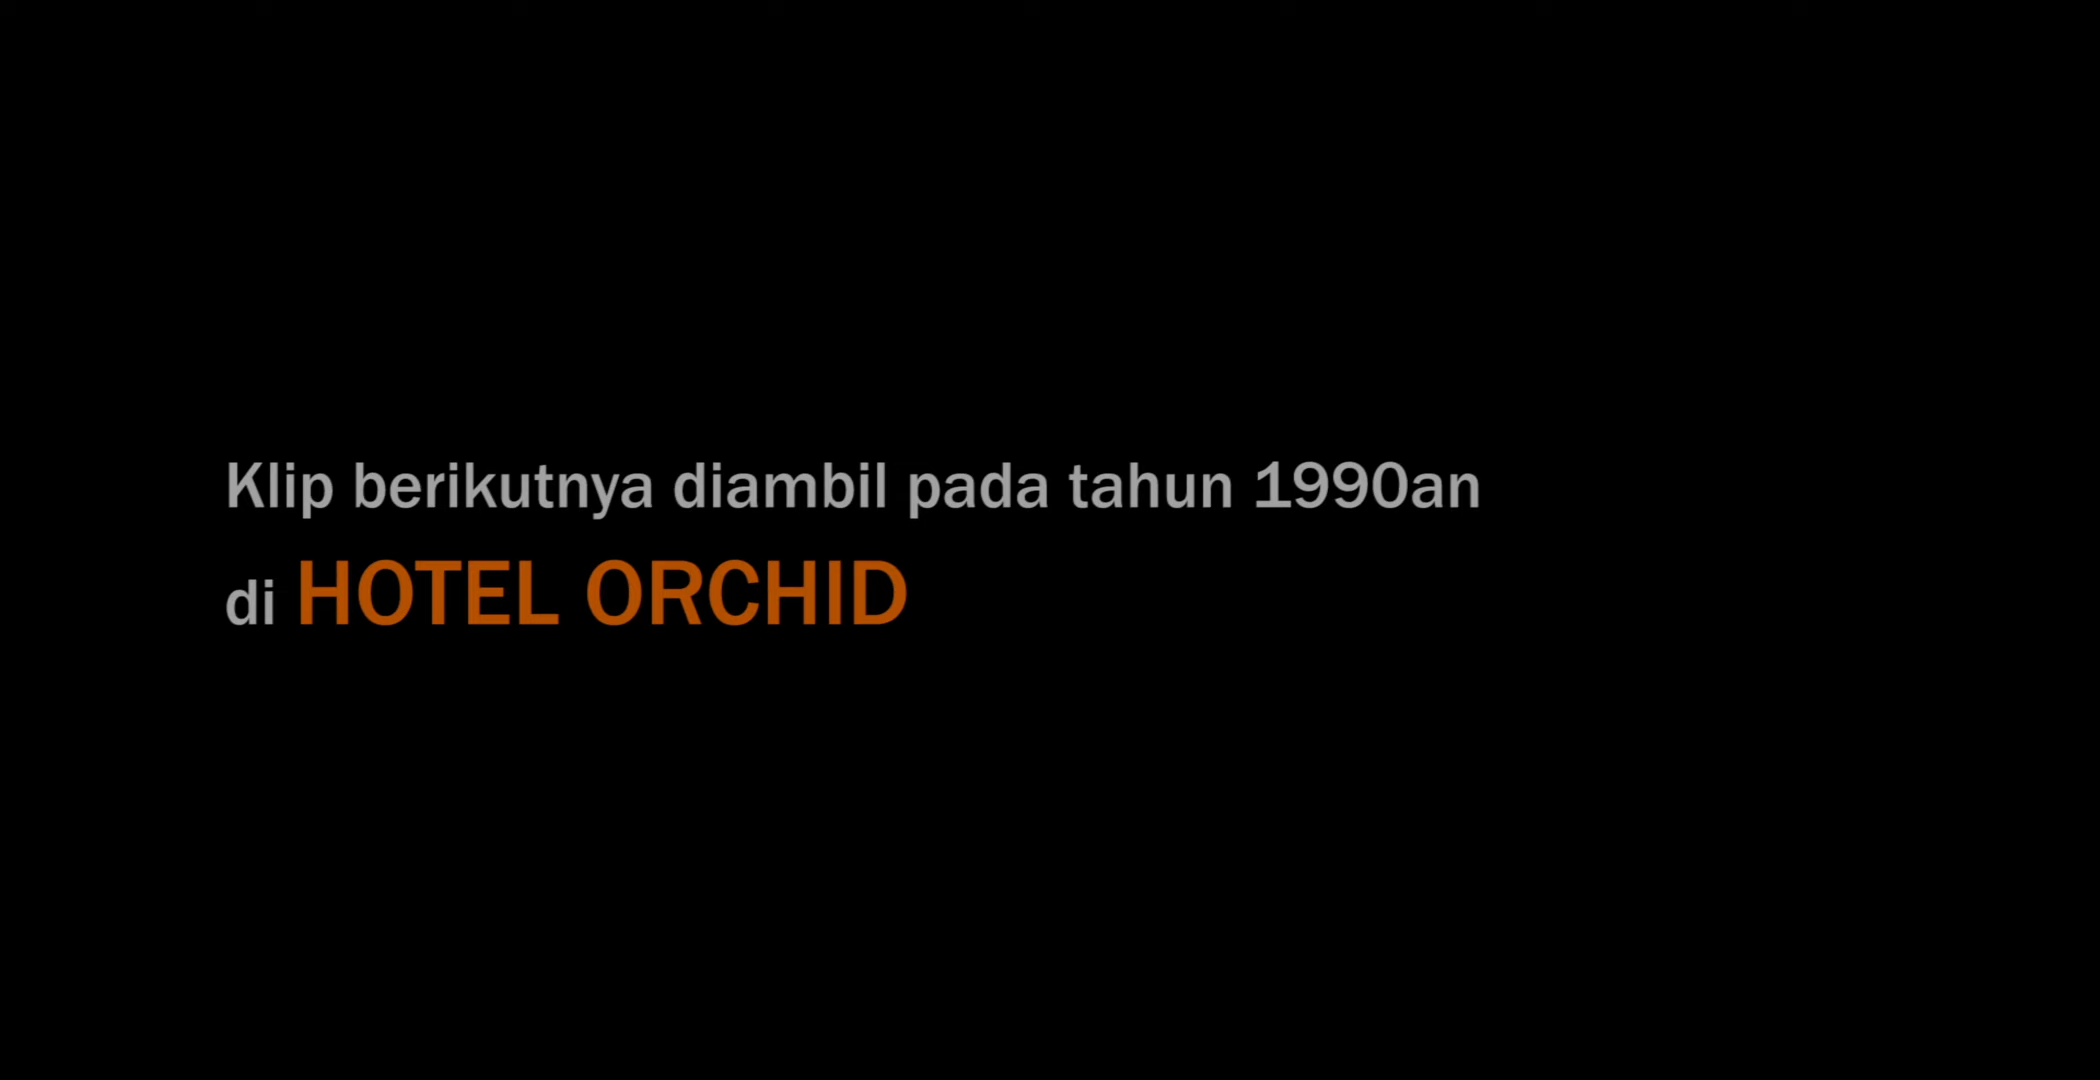 Klip berikutnya diambil pada tahun 1990an
di HOTEL ORCHID